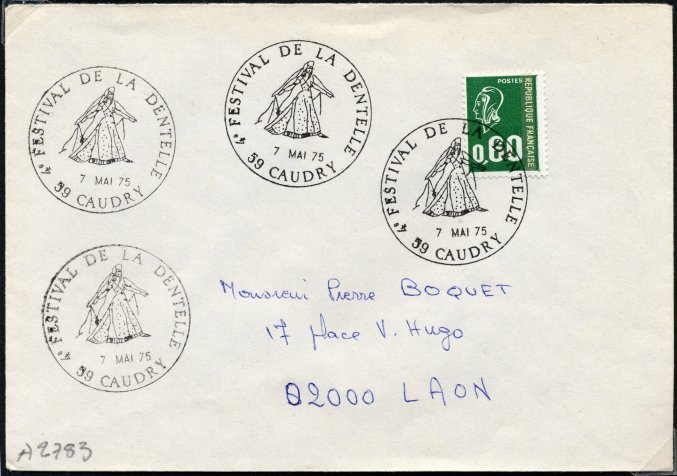 4e FESTIVAL DE LA DENTELLE
7 MAI 75
59 CAUDRY
4e FESTIVAL DE LA DENTELLE
7 MAI 75
59 CAUDRY
POSTES
REPUBLIQUE FRANÇAISE
0,80
4e FESTIVAL DE LA DENTELLE
7 MAI 75
59 CAUDRY
4e FESTIVAL DE LA DENTELLE
7 MAI 75
59 CAUDRY
Monsieur Pierre BOQUET
17 place V. Hugo
02000 LAON
A2783